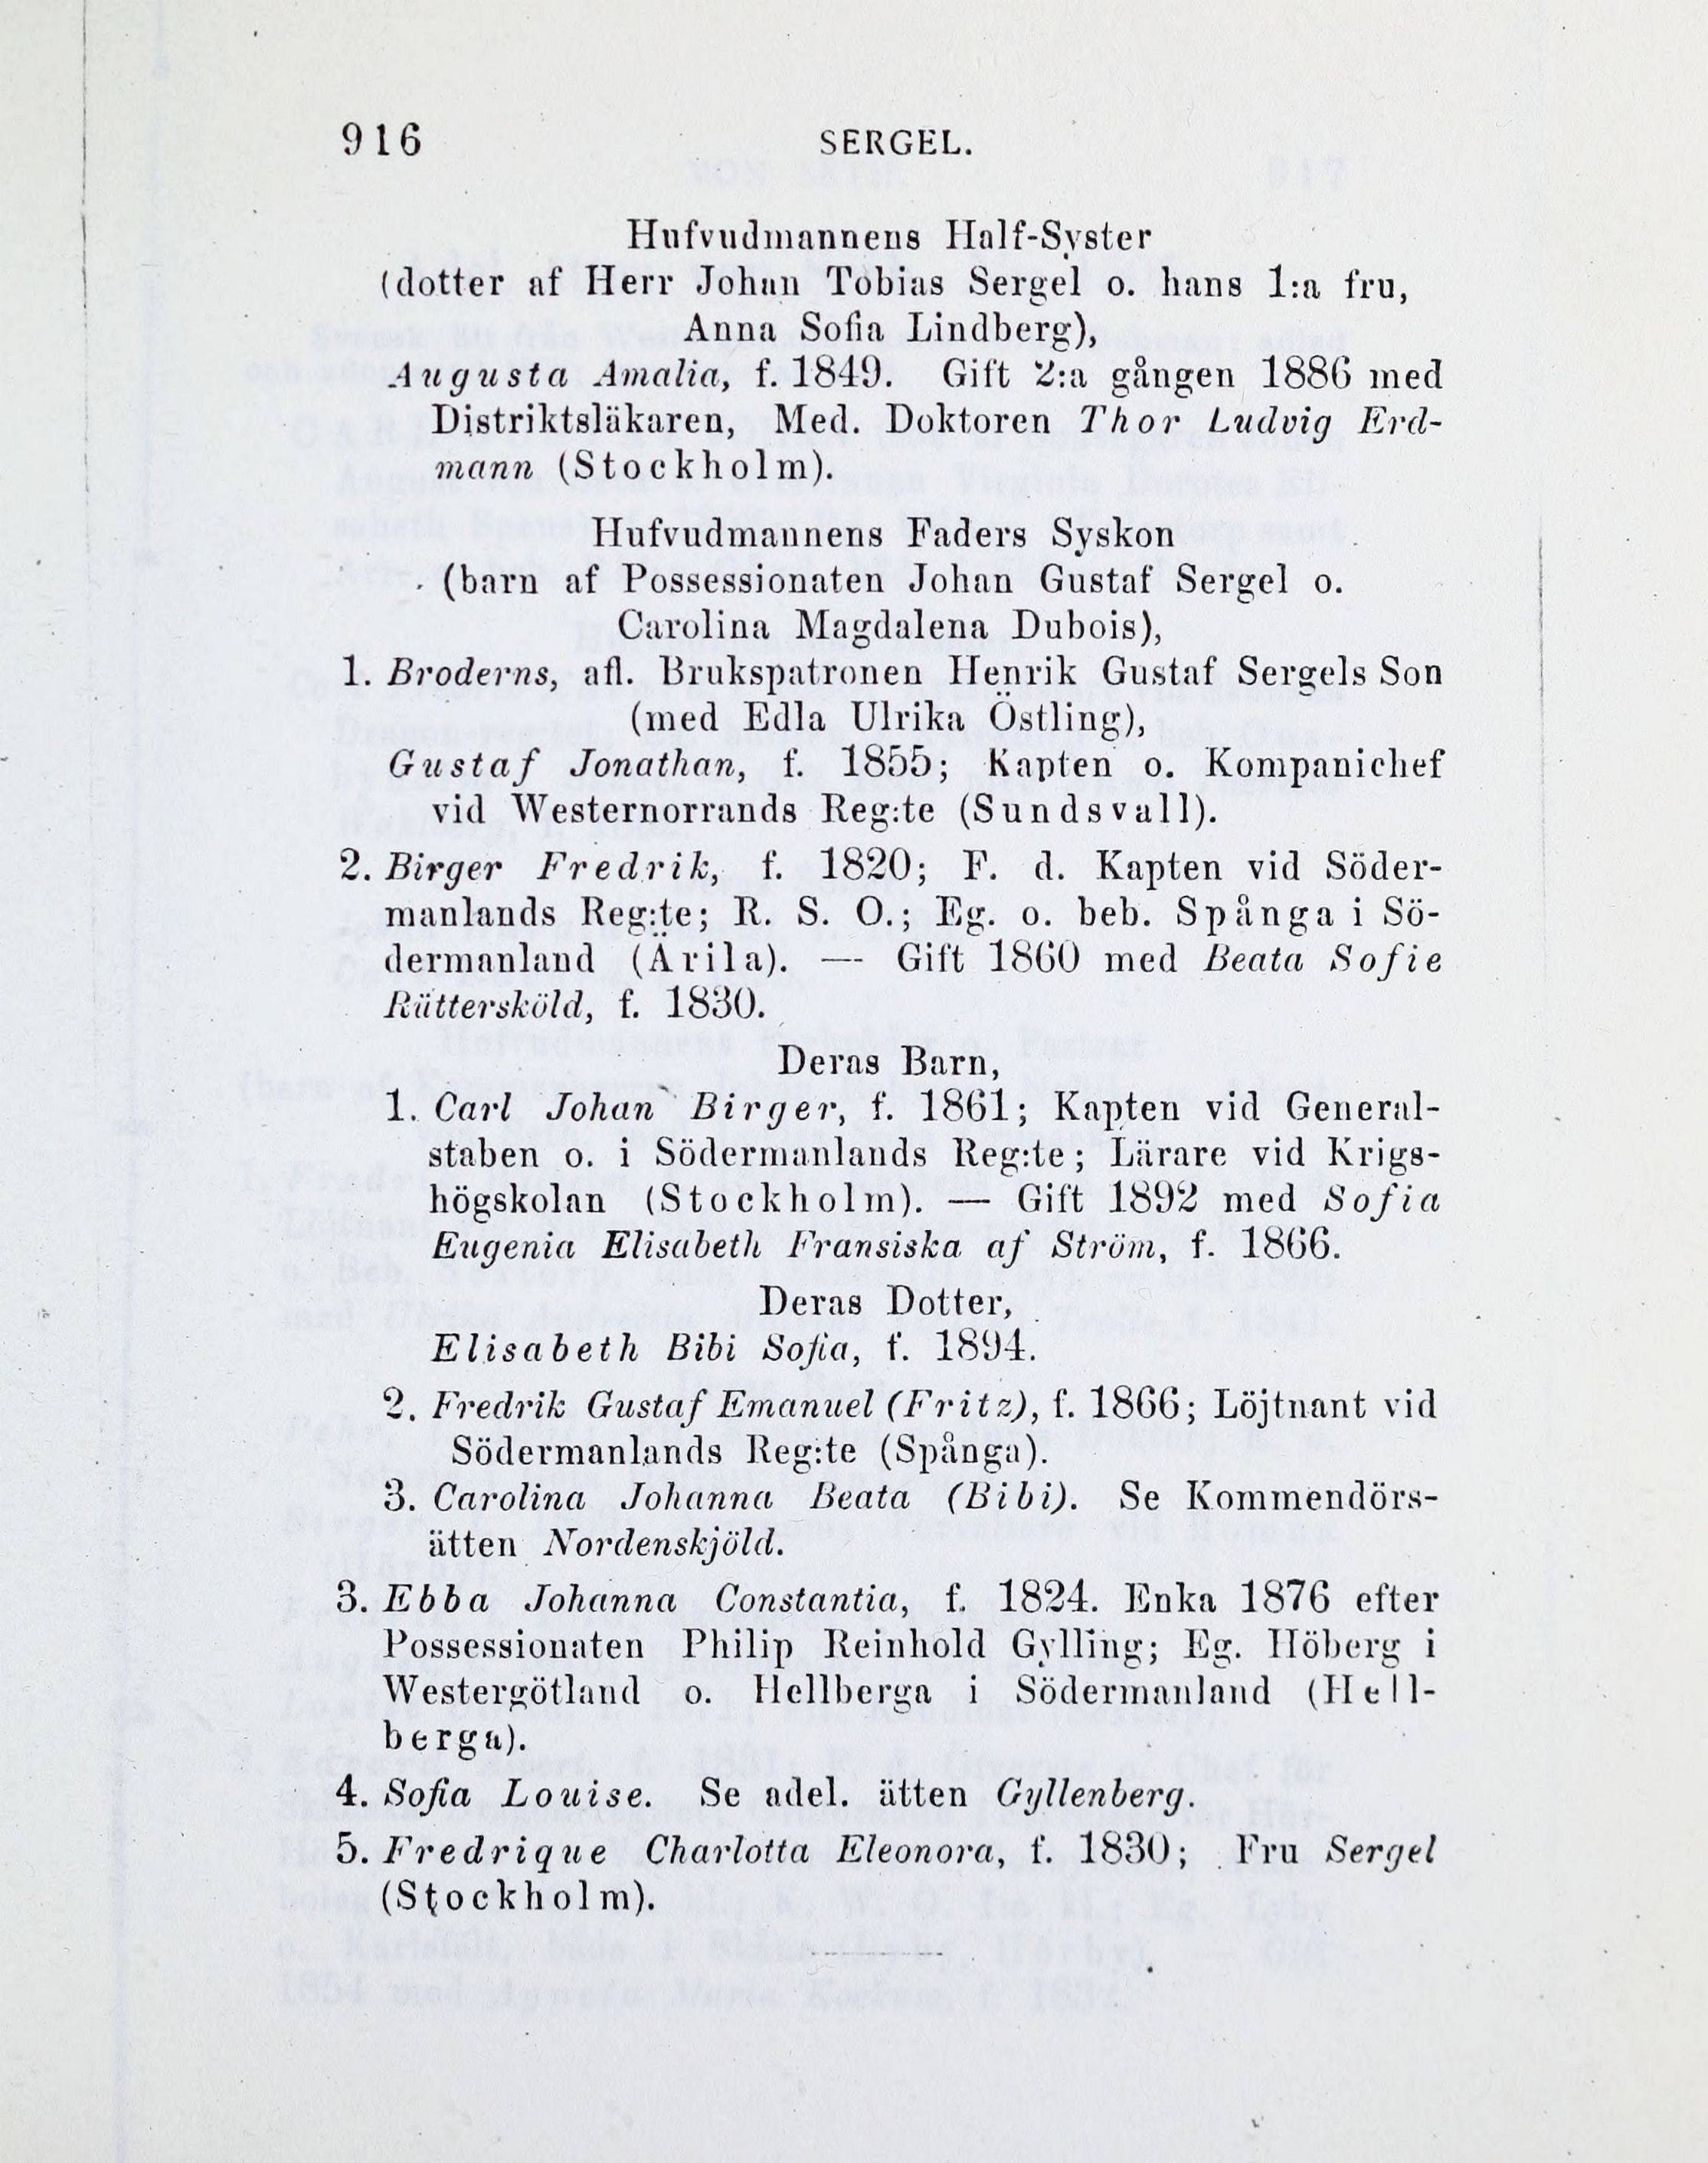 916 SERGEL.
Hufvudmannens Half-Syster
(dotter af Herr Johan Tobias Sergel o. hans 1:a fru,
Anna Sofia Lindberg),
Augusta Amalia, f. 1849. Gift 2:a gången 1886 med
Distriktsläkaren, Med. Doktoren Thor Ludvig Erd-
mann (Stockholm).
Hufvudmannens Faders Syskon
(barn af Possessionaten Johan Gustaf Sergel o.
Carolina Magdalena Dubois),
1. Broderns, afl. Brukspatronen Henrik Gustaf Sergels Son
(med Edla Ulrika Östling),
Gustaf Jonathan, f. 1855; Kapten o. Kompanichef
vid Westernorrands Reg:te (Sundsvall).
2. Birger Fredrik, f. 1820; F. d. Kapten vid Söder-
manlands Reg:te; R. S. O.; Eg. o. beb. Spånga i Sö-
dermanland (Ärila). — Gift 1860 med Beata Sofie
Rüttersköld, f. 1830.
Deras Barn,
1. Carl Johan Birger, f. 1861; Kapten vid General-
staben o. i Södermanlands Reg:te; Lärare vid Krigs-
högskolan (Stockholm). — Gift 1892 med Sofia
Eugenia Elisabeth Fransiska af Ström, f. 1866.
Deras Dotter,
Elisabeth Bibi Sofia, f. 1894.
2. Fredrik Gustaf Emanuel (Fritz), f. 1866; Löjtnant vid
Södermanlands Reg:te (Spånga).
3. Carolina Johanna Beata (Bibi). Se Kommendörs-
ätten Nordenskjöld.
3. Ebba Johanna Constantia, f. 1824. Enka 1876 efter
Possessionaten Philip Reinhold Gylling; Eg. Höberg i
Westergötland o. Hellberga i Södermanland (Hell-
berga).
4. Sofia Louise. Se adel. ätten Gyllenberg.
5. Fredrique Charlotta Eleonora, f. 1830; Fru Sergel
(Stockholm).